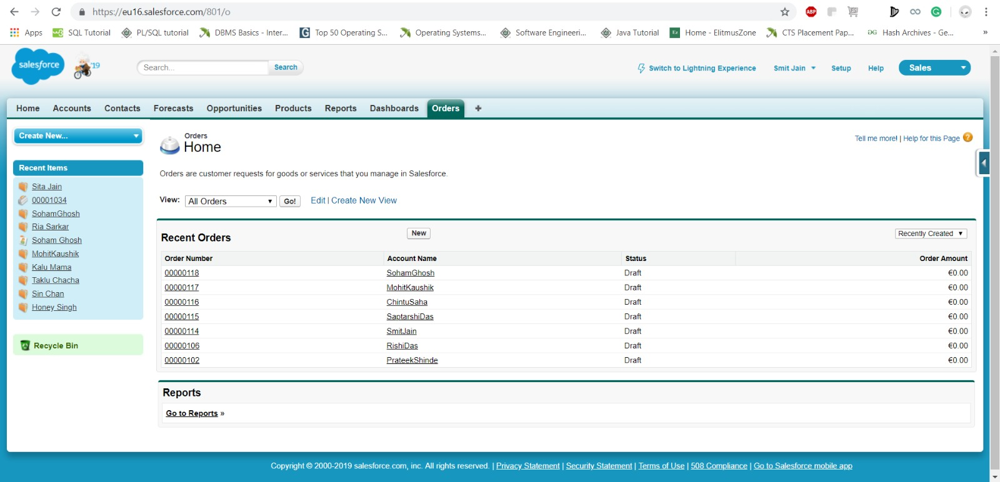 https://eu16.salesforce.com/801/o
ABP
Apps SQL Tutorial PL/SQL tutorial DBMS Basics - Inter... Top 50 Operating S... Operating Systems... Software Engineeri... Java Tutorial Ez Home - ElitmusZone CTS Placement Pap... Hash Archives - Ge... »
salesforce '19 Search... Search Switch to Lightning Experience Smit Jain Setup Help Sales
Home Accounts Contacts Forecasts Opportunities Products Reports Dashboards Orders +
Create New...
Recent Items
Sita Jain
00001034
SohamGhosh
Ria Sarkar
Soham Ghosh
MohitKaushik
Kalu Mama
Taklu Chacha
Sin Chan
Honey Singh
Recycle Bin
Orders
Home
Tell me more! | Help for this Page ?
Orders are customer requests for goods or services that you manage in Salesforce.
View: All Orders Go! Edit | Create New View
Recent Orders New Recently Created
Order Number Account Name Status Order Amount
00000118 SohamGhosh Draft €0.00
00000117 MohitKaushik Draft €0.00
00000116 ChintuSaha Draft €0.00
00000115 SaptarshiDas Draft €0.00
00000114 SmitJain Draft €0.00
00000106 RishiDas Draft €0.00
00000102 PrateekShinde Draft €0.00
Reports
Go to Reports »
Copyright © 2000-2019 salesforce.com, inc. All rights reserved. | Privacy Statement | Security Statement | Terms of Use | 508 Compliance | Go to Salesforce mobile app